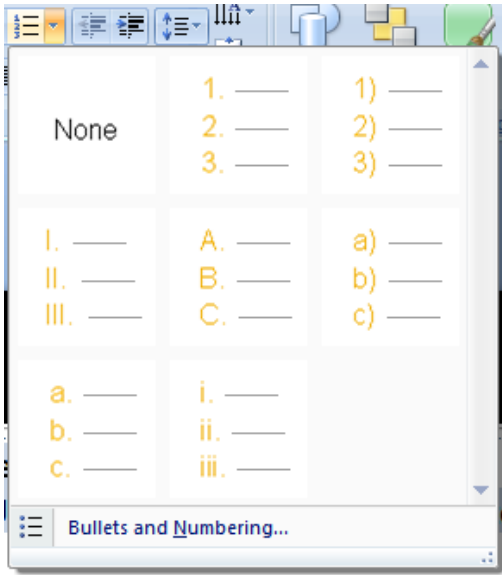 None
1.
2.
3.
1)
2)
3)
I.
II.
III.
A.
B.
C.
a)
b)
c)
a.
b.
c.
i.
ii.
iii.
Bullets and Numbering...